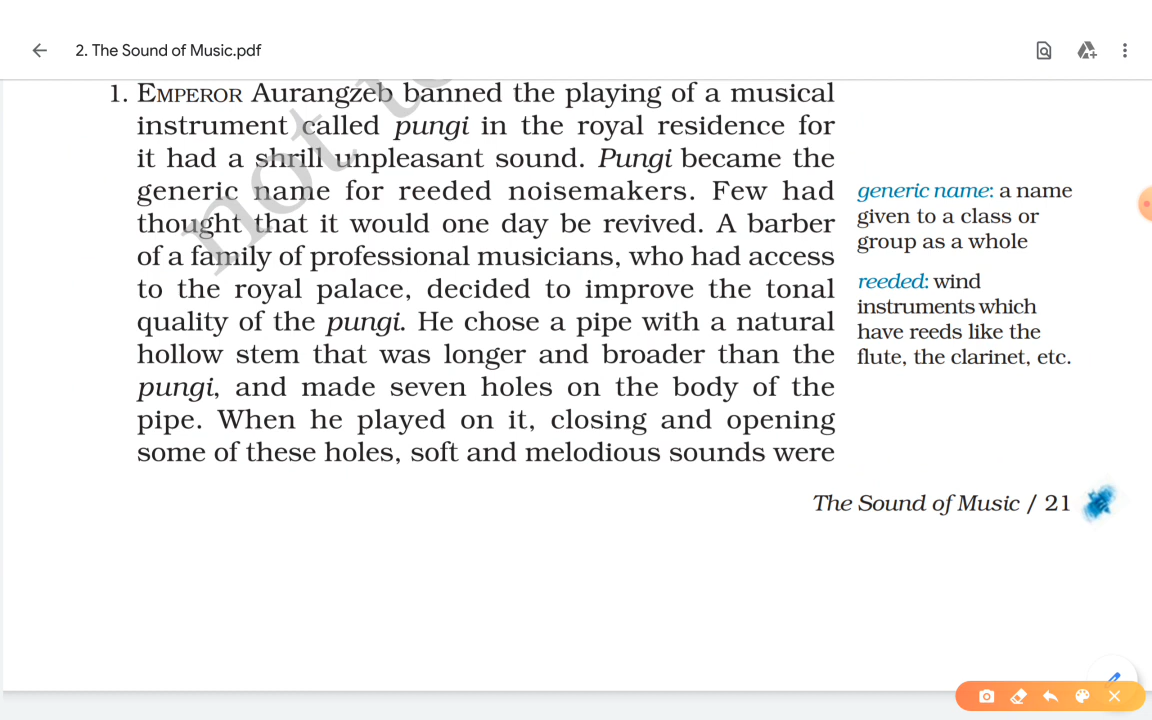 2. The Sound of Music.pdf
1. EMPEROR Aurangzeb banned the playing of a musical
instrument called pungi in the royal residence for
it had a shrill unpleasant sound. Pungi became the
generic name for reeded noisemakers. Few had
thought that it would one day be revived. A barber
of a family of professional musicians, who had access
to the royal palace, decided to improve the tonal
quality of the pungi. He chose a pipe with a natural
hollow stem that was longer and broader than the
pungi, and made seven holes on the body of the
pipe. When he played on it, closing and opening
some of these holes, soft and melodious sounds were
generic name: a name
given to a class or
group as a whole
reeded: wind
instruments which
have reeds like the
flute, the clarinet, etc.
The Sound of Music / 21
not to